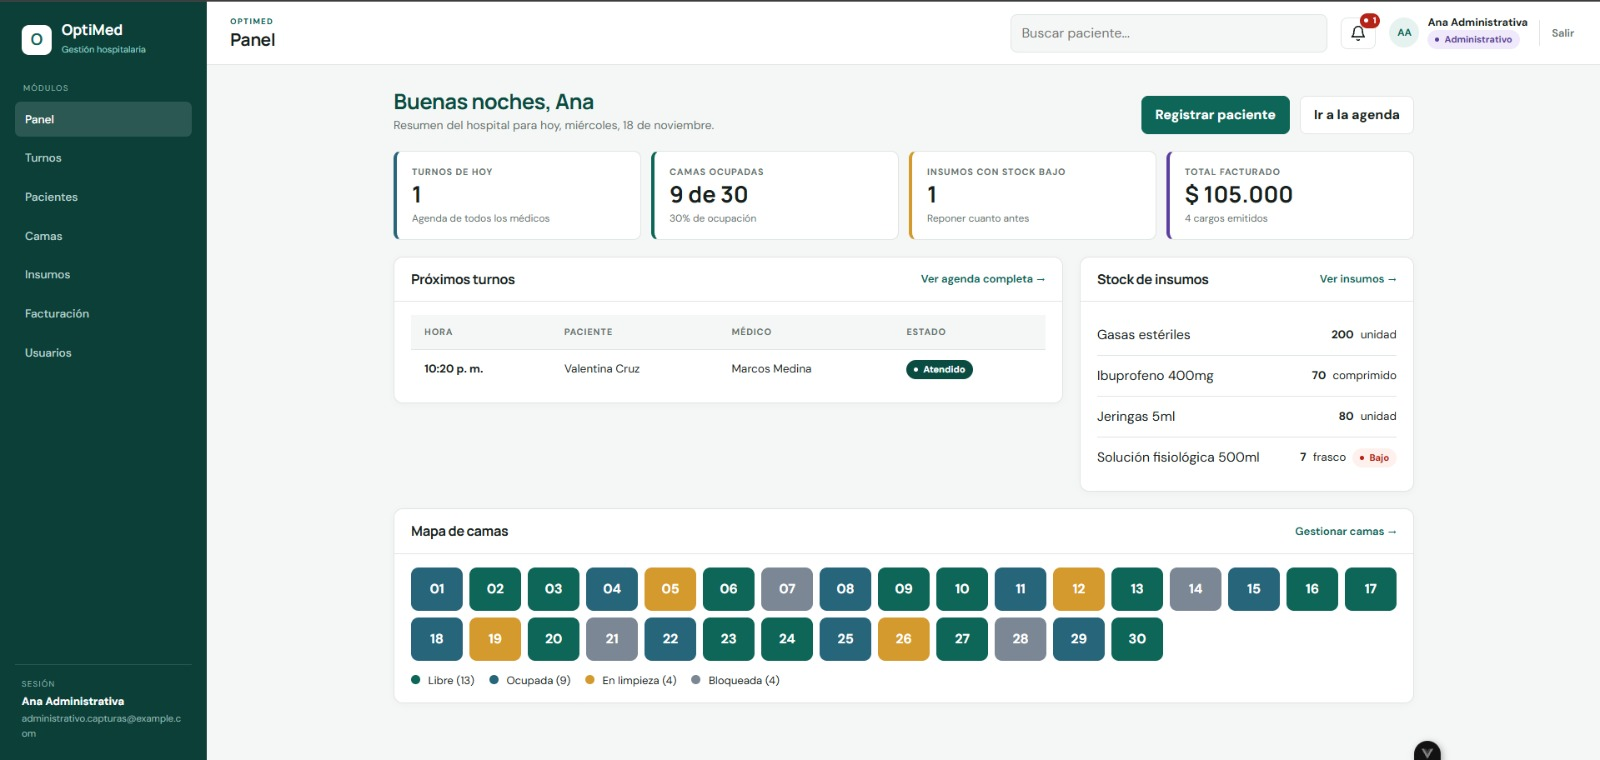 O
OptiMed
Gestión hospitalaria
MÓDULOS
Panel
Turnos
Pacientes
Camas
Insumos
Facturación
Usuarios
SESIÓN
Ana Administrativa
administrativo.capturas@example.c
om
OPTIMED
Panel
Buscar paciente...
1
AA
Ana Administrativa
Administrativo
Salir
Buenas noches, Ana
Resumen del hospital para hoy, miércoles, 18 de noviembre.
Registrar paciente
Ir a la agenda
TURNOS DE HOY
1
Agenda de todos los médicos
CAMAS OCUPADAS
9 de 30
30% de ocupación
INSUMOS CON STOCK BAJO
1
Reponer cuanto antes
TOTAL FACTURADO
$ 105.000
4 cargos emitidos
Próximos turnos
Ver agenda completa →
HORA PACIENTE MÉDICO ESTADO
10:20 p. m. Valentina Cruz Marcos Medina Atendido
Stock de insumos
Ver insumos →
Gasas estériles 200 unidad
Ibuprofeno 400mg 70 comprimido
Jeringas 5ml 80 unidad
Solución fisiológica 500ml 7 frasco Bajo
Mapa de camas
Gestionar camas →
01 02 03 04 05 06 07 08 09 10 11 12 13 14 15 16 17
18 19 20 21 22 23 24 25 26 27 28 29 30
Libre (13) Ocupada (9) En limpieza (4) Bloqueada (4)